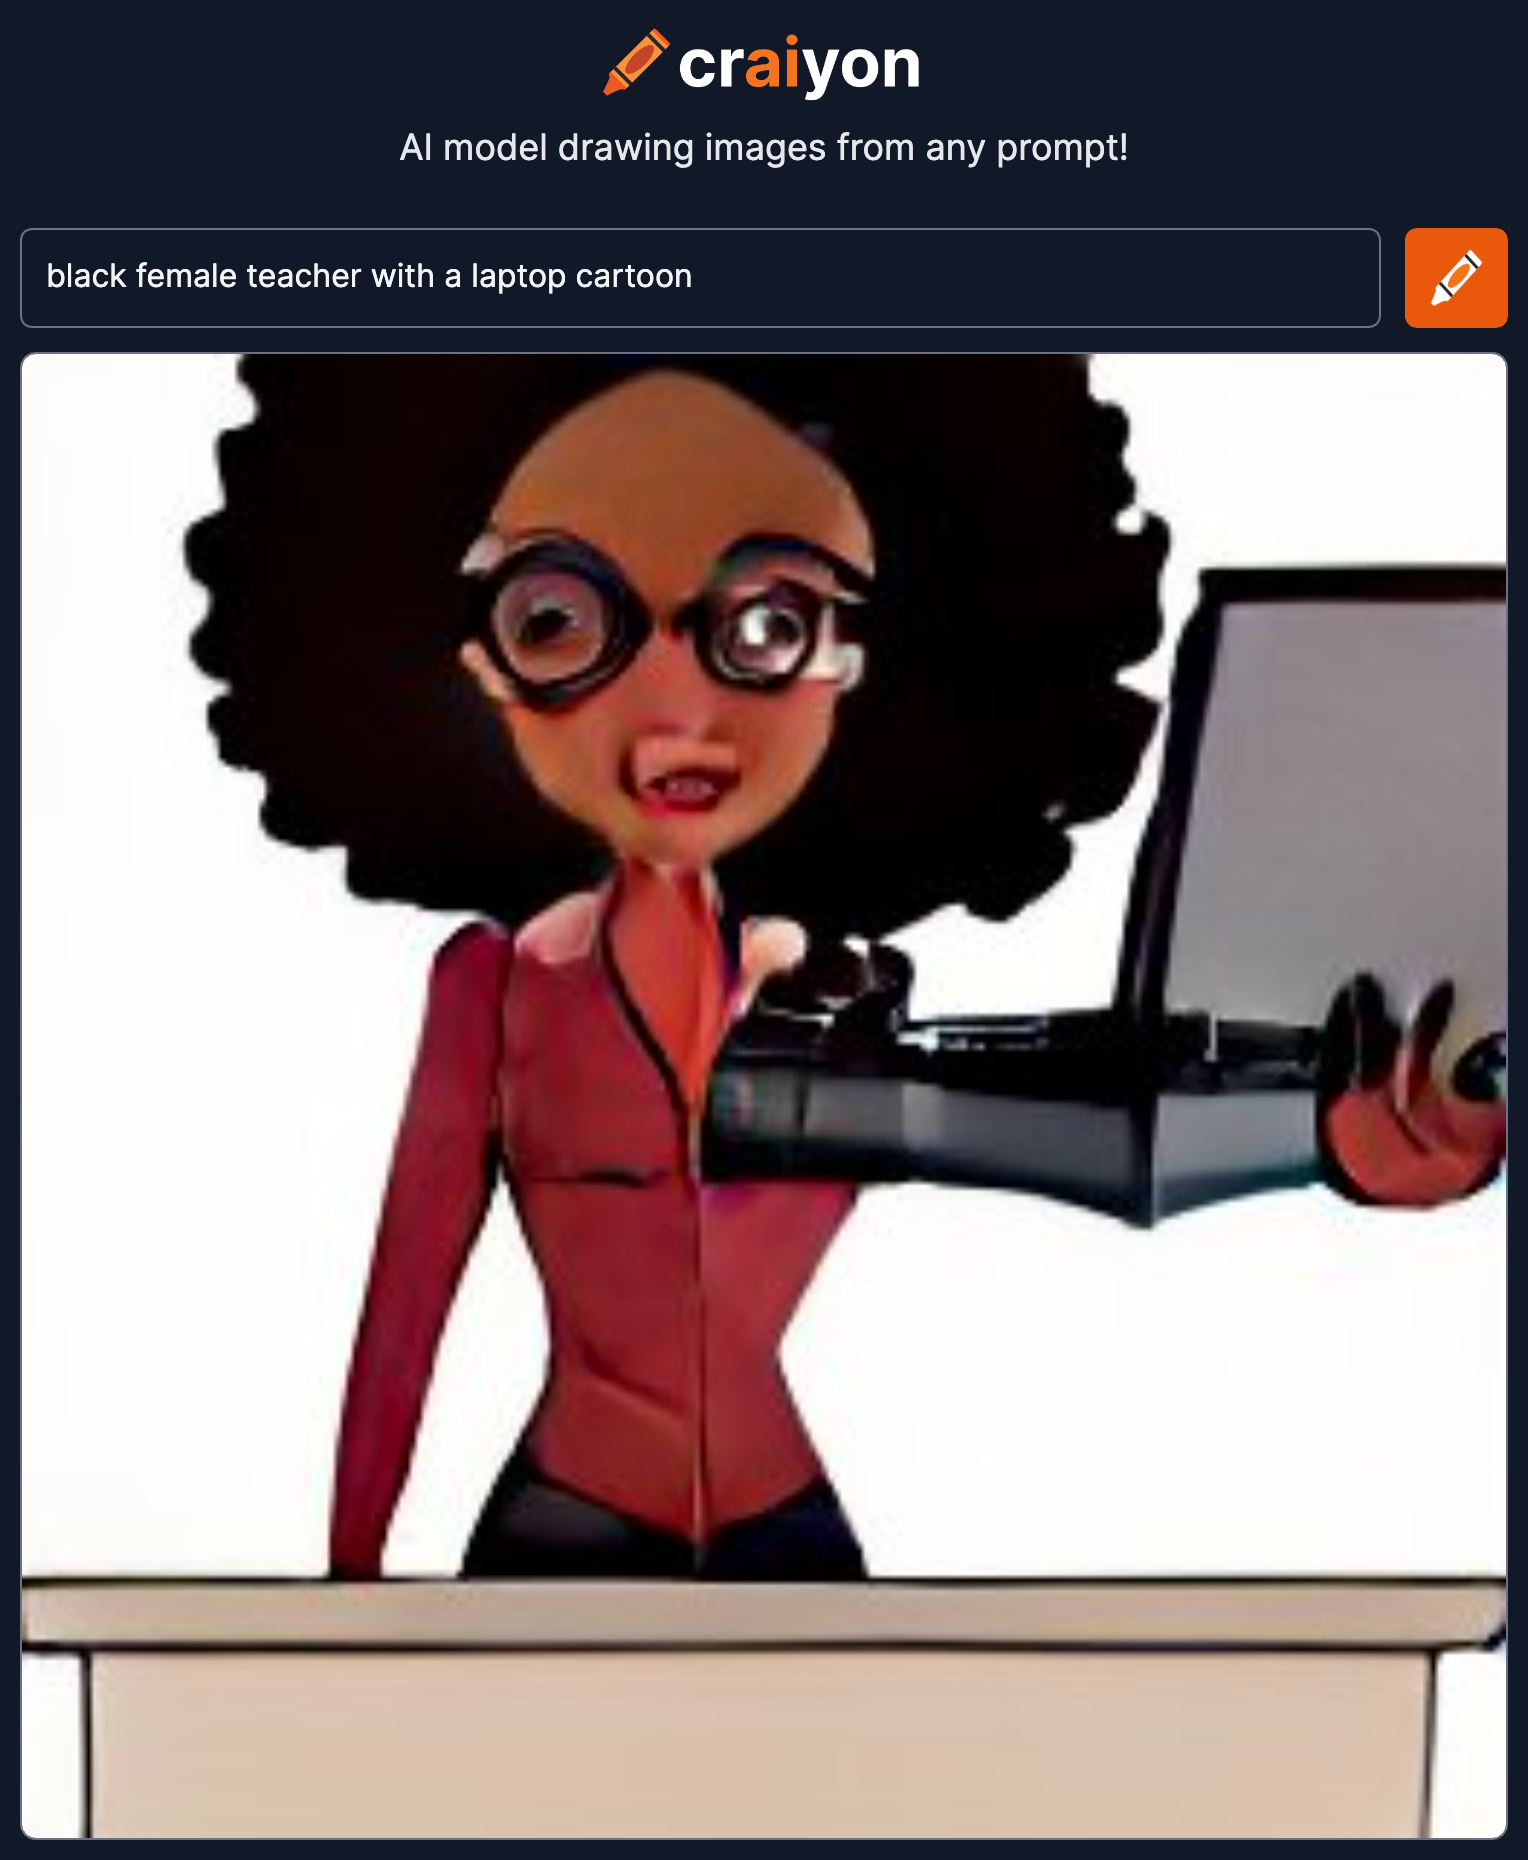 craiyon
AI model drawing images from any prompt!
black female teacher with a laptop cartoon